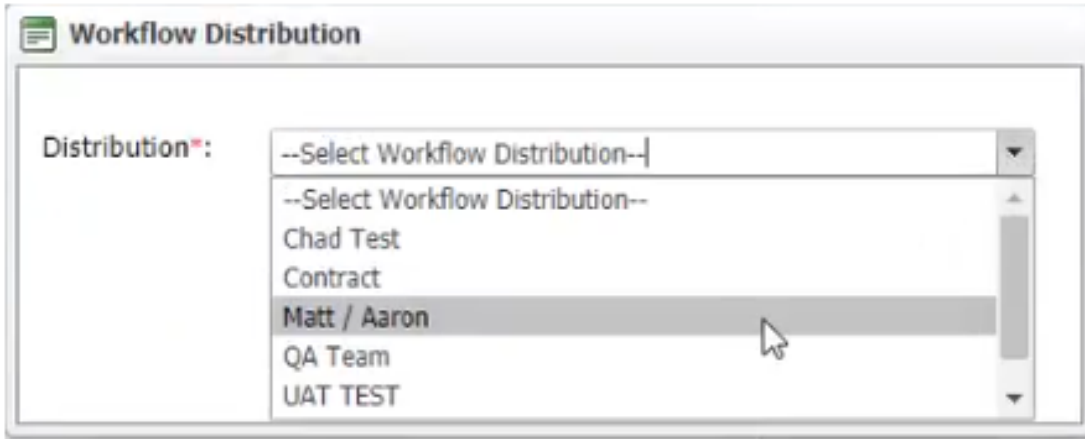 Workflow Distribution
Distribution*: --Select Workflow Distribution--
--Select Workflow Distribution--
Chad Test
Contract
Matt / Aaron
QA Team
UAT TEST